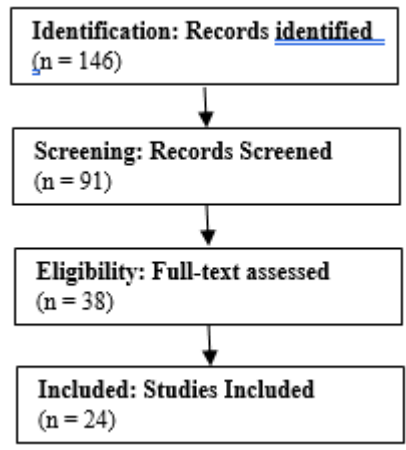 Identification: Records identified
(n = 146)
Screening: Records Screened
(n = 91)
Eligibility: Full-text assessed
(n = 38)
Included: Studies Included
(n = 24)